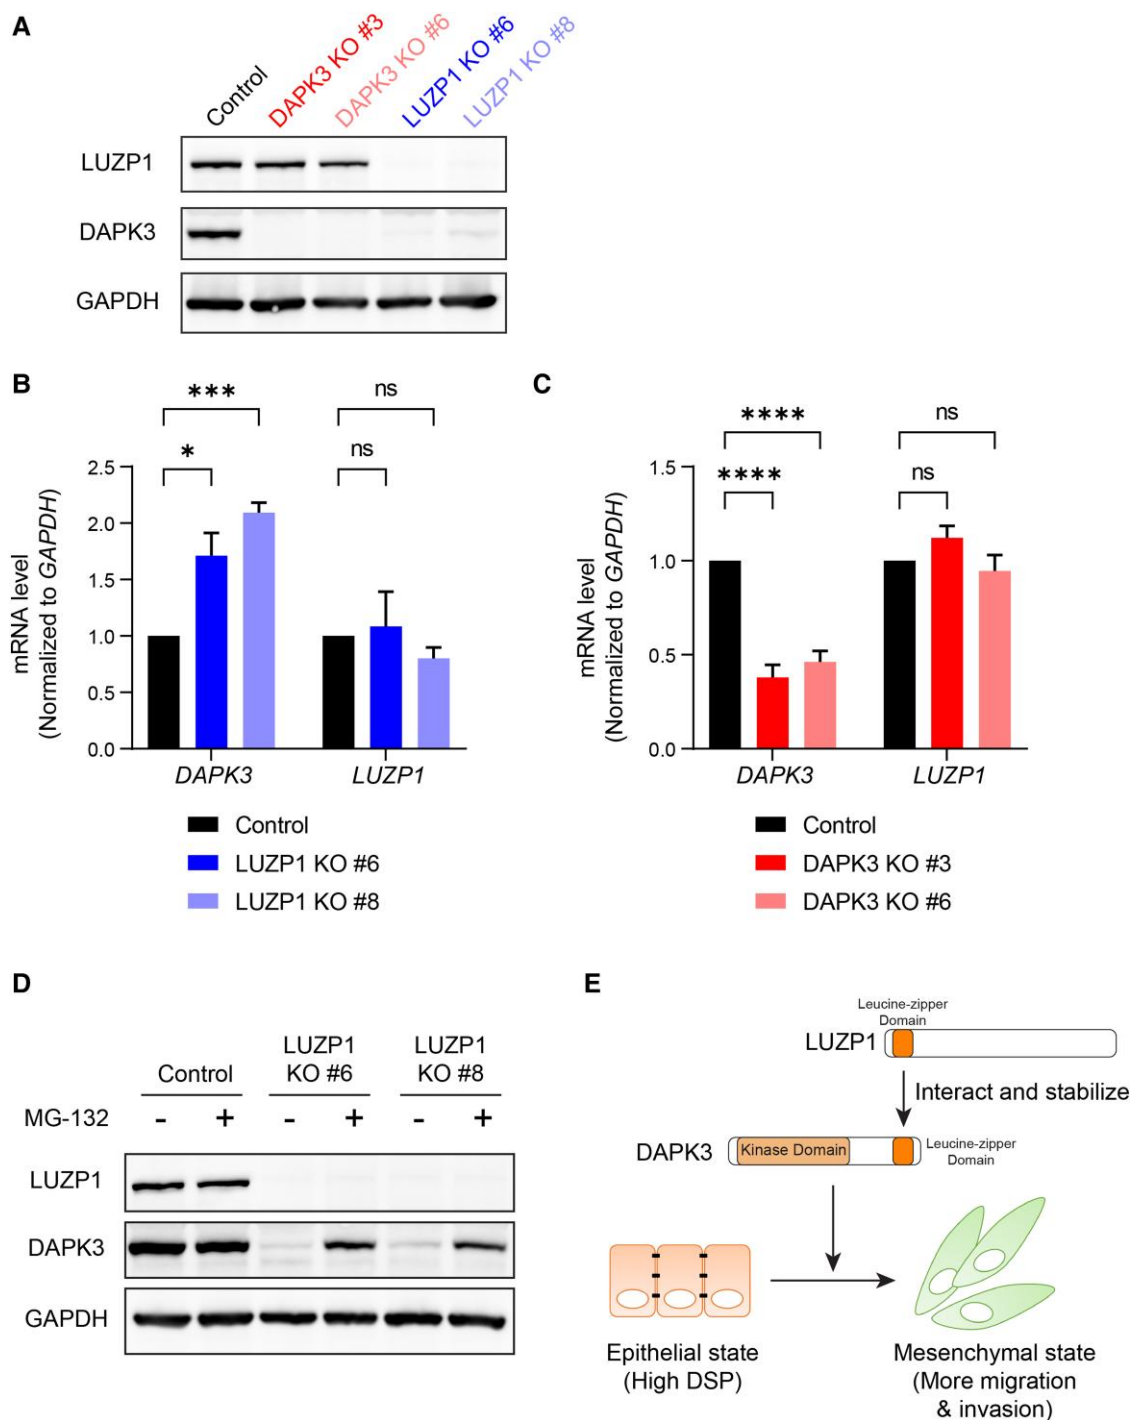 A
Control
DAPK3 KO #3
DAPK3 KO #6
LUZP1 KO #6
LUZP1 KO #8
LUZP1
DAPK3
GAPDH
B
mRNA level
(Normalized to GAPDH)
2.5
2.0
1.5
1.0
0.5
0.0
***
*
ns
ns
DAPK3
LUZP1
Control
LUZP1 KO #6
LUZP1 KO #8
C
mRNA level
(Normalized to GAPDH)
1.5
1.0
0.5
0.0
****
****
ns
ns
DAPK3
LUZP1
Control
DAPK3 KO #3
DAPK3 KO #6
D
Control
LUZP1
KO #6
LUZP1
KO #8
MG-132 - + - + - +
LUZP1
DAPK3
GAPDH
E
Leucine-zipper
Domain
LUZP1
Interact and stabilize
DAPK3
Kinase Domain
Leucine-zipper
Domain
Epithelial state
(High DSP)
Mesenchymal state
(More migration
& invasion)